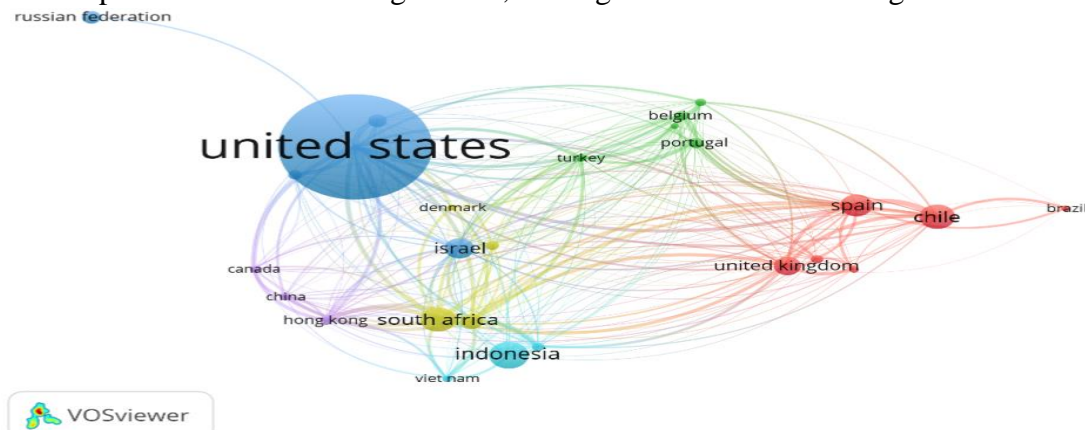 russian federation
belgium
united states
portugal
turkey
denmark
spain
brazil
chile
israel
canada
united kingdom
china
hong kong
south africa
indonesia
viet nam
VOSviewer